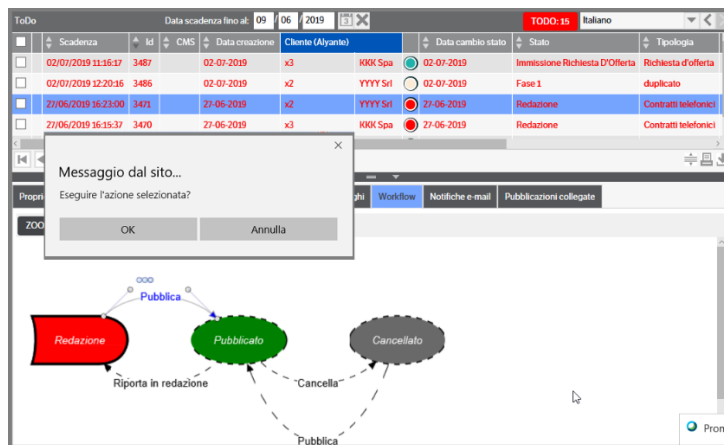 ToDo Data scadenza fino al: 09 / 06 / 2019 TODO: 15 Italiano
Scadenza Id CMS Data creazione Cliente (Alyante) Data cambio stato Stato Tipologia
02/07/2019 11:16:17 3487 02-07-2019 x3 KKK Spa 02-07-2019 Immissione Richiesta D'Offerta Richiesta d'offerta
02/07/2019 12:20:16 3486 02-07-2019 x2 YYYY Srl 02-07-2019 Fase 1 duplicato
27/06/2019 16:23:00 3471 27-06-2019 x2 YYYY Srl 27-06-2019 Redazione Contratti telefonici
27/06/2019 16:15:37 3470 27-06-2019 x3 KKK Spa 27-06-2019 Redazione Contratti telefonici
Messaggio dal sito...
Eseguire l'azione selezionata?
OK Annulla
Propri ghi Workflow Notifiche e-mail Pubblicazioni collegate
ZOO
Pubblica
Redazione Pubblicato Cancellato
Riporta in redazione Cancella
Pubblica
Pron